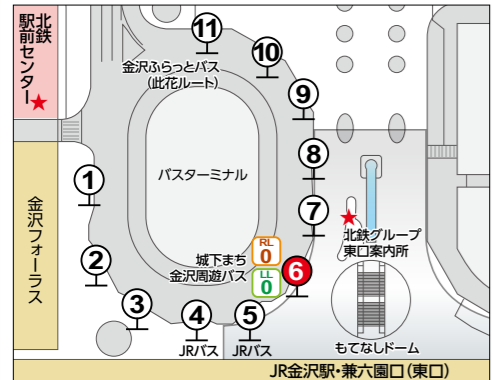 北鉄
駅前センター
★
11
10
金沢ふらっとバス
(此花ルート)
9
8
バスターミナル
1
7
金沢フォーラス
★
北鉄グループ
東口案内所
城下まち
金沢周遊バス
RL
0
LL
0
6
2
3
4
JRバス
5
JRバス
もてなしドーム
JR金沢駅・兼六園口(東口)